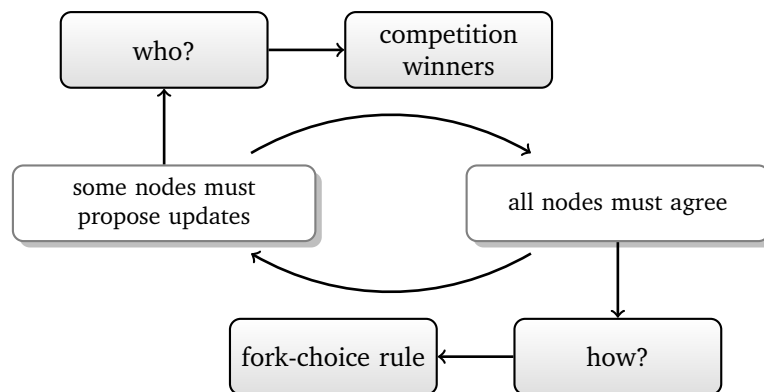 who?
competition
winners
some nodes must
propose updates
all nodes must agree
fork-choice rule
how?